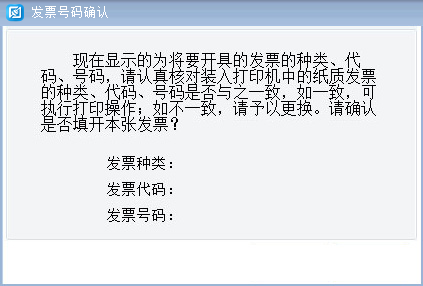 发票号码确认
现在显示的为将要开具的发票的种类、代
码、号码，请认真核对装入打印机中的纸质发票
的种类、代码、号码是否与之一致，如一致，可
执行打印操作；如不一致，请予以更换。请确认
是否填开本张发票？
发票种类：
发票代码：
发票号码：